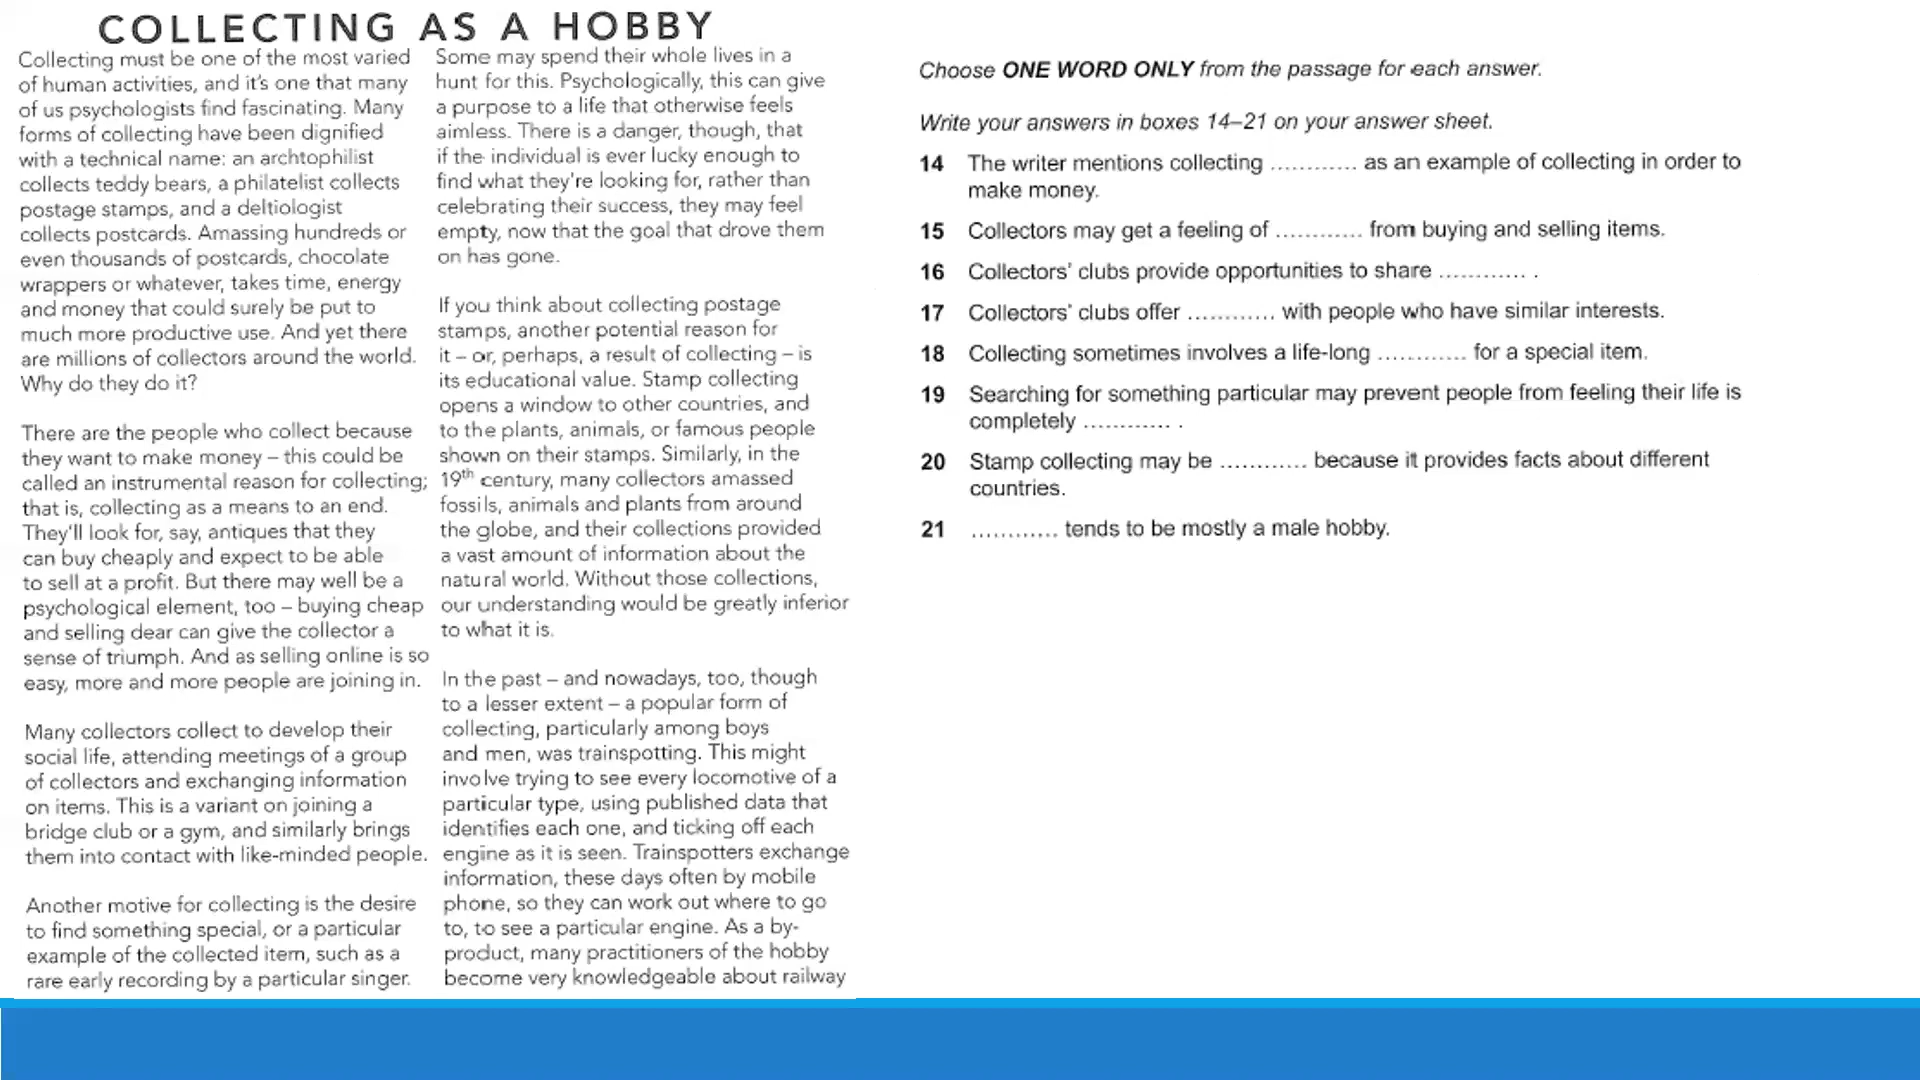 COLLECTING AS A HOBBY
Collecting must be one of the most varied
of human activities, and it's one that many
of us psychologists find fascinating. Many
forms of collecting have been dignified
with a technical name: an archtophilist
collects teddy bears, a philatelist collects
postage stamps, and a deltiologist
collects postcards. Amassing hundreds or
even thousands of postcards, chocolate
wrappers or whatever, takes time, energy
and money that could surely be put to
much more productive use. And yet there
are millions of collectors around the world.
Why do they do it?
There are the people who collect because
they want to make money – this could be
called an instrumental reason for collecting;
that is, collecting as a means to an end.
They'll look for, say, antiques that they
can buy cheaply and expect to be able
to sell at a profit. But there may well be a
psychological element, too – buying cheap
and selling dear can give the collector a
sense of triumph. And as selling online is so
easy, more and more people are joining in.
Many collectors collect to develop their
social life, attending meetings of a group
of collectors and exchanging information
on items. This is a variant on joining a
bridge club or a gym, and similarly brings
them into contact with like-minded people.
Another motive for collecting is the desire
to find something special, or a particular
example of the collected item, such as a
rare early recording by a particular singer.
Some may spend their whole lives in a
hunt for this. Psychologically, this can give
a purpose to a life that otherwise feels
aimless. There is a danger, though, that
if the individual is ever lucky enough to
find what they're looking for, rather than
celebrating their success, they may feel
empty, now that the goal that drove them
on has gone.
If you think about collecting postage
stamps, another potential reason for
it – or, perhaps, a result of collecting – is
its educational value. Stamp collecting
opens a window to other countries, and
to the plants, animals, or famous people
shown on their stamps. Similarly, in the
19th century, many collectors amassed
fossils, animals and plants from around
the globe, and their collections provided
a vast amount of information about the
natural world. Without those collections,
our understanding would be greatly inferior
to what it is.
In the past – and nowadays, too, though
to a lesser extent – a popular form of
collecting, particularly among boys
and men, was trainspotting. This might
involve trying to see every locomotive of a
particular type, using published data that
identifies each one, and ticking off each
engine as it is seen. Trainspotters exchange
information, these days often by mobile
phone, so they can work out where to go
to, to see a particular engine. As a by-
product, many practitioners of the hobby
become very knowledgeable about railway
Choose ONE WORD ONLY from the passage for each answer.
Write your answers in boxes 14–21 on your answer sheet.
14 The writer mentions collecting ………… as an example of collecting in order to
make money.
15 Collectors may get a feeling of ………… from buying and selling items.
16 Collectors' clubs provide opportunities to share ………… .
17 Collectors' clubs offer ………… with people who have similar interests.
18 Collecting sometimes involves a life-long ………… for a special item.
19 Searching for something particular may prevent people from feeling their life is
completely ………… .
20 Stamp collecting may be ………… because it provides facts about different
countries.
21 ………… tends to be mostly a male hobby.